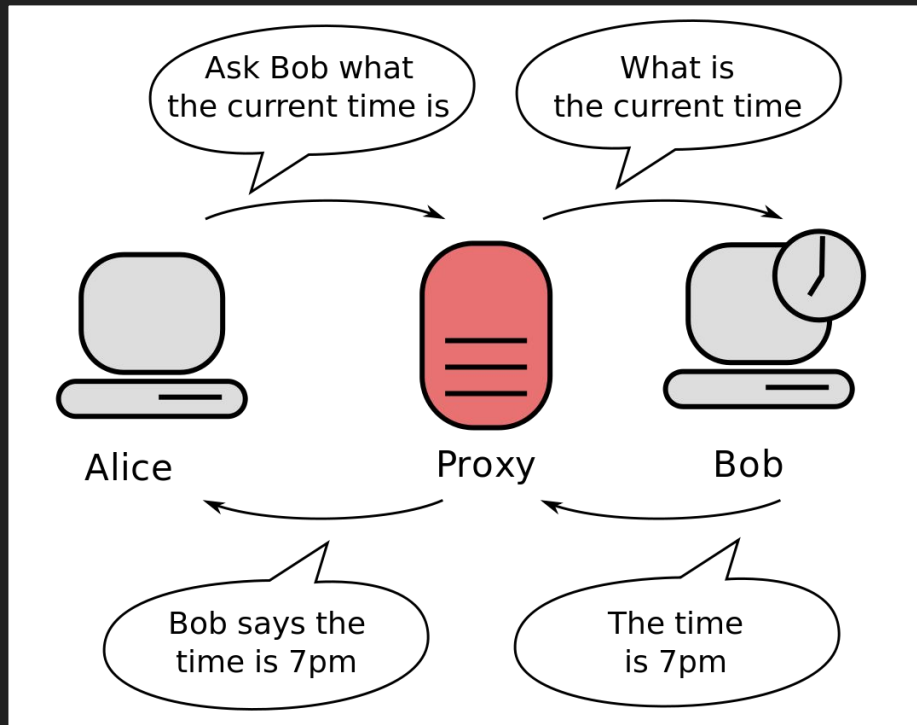 Ask Bob what
the current time is
What is
the current time
Alice
Proxy
Bob
Bob says the
time is 7pm
The time
is 7pm